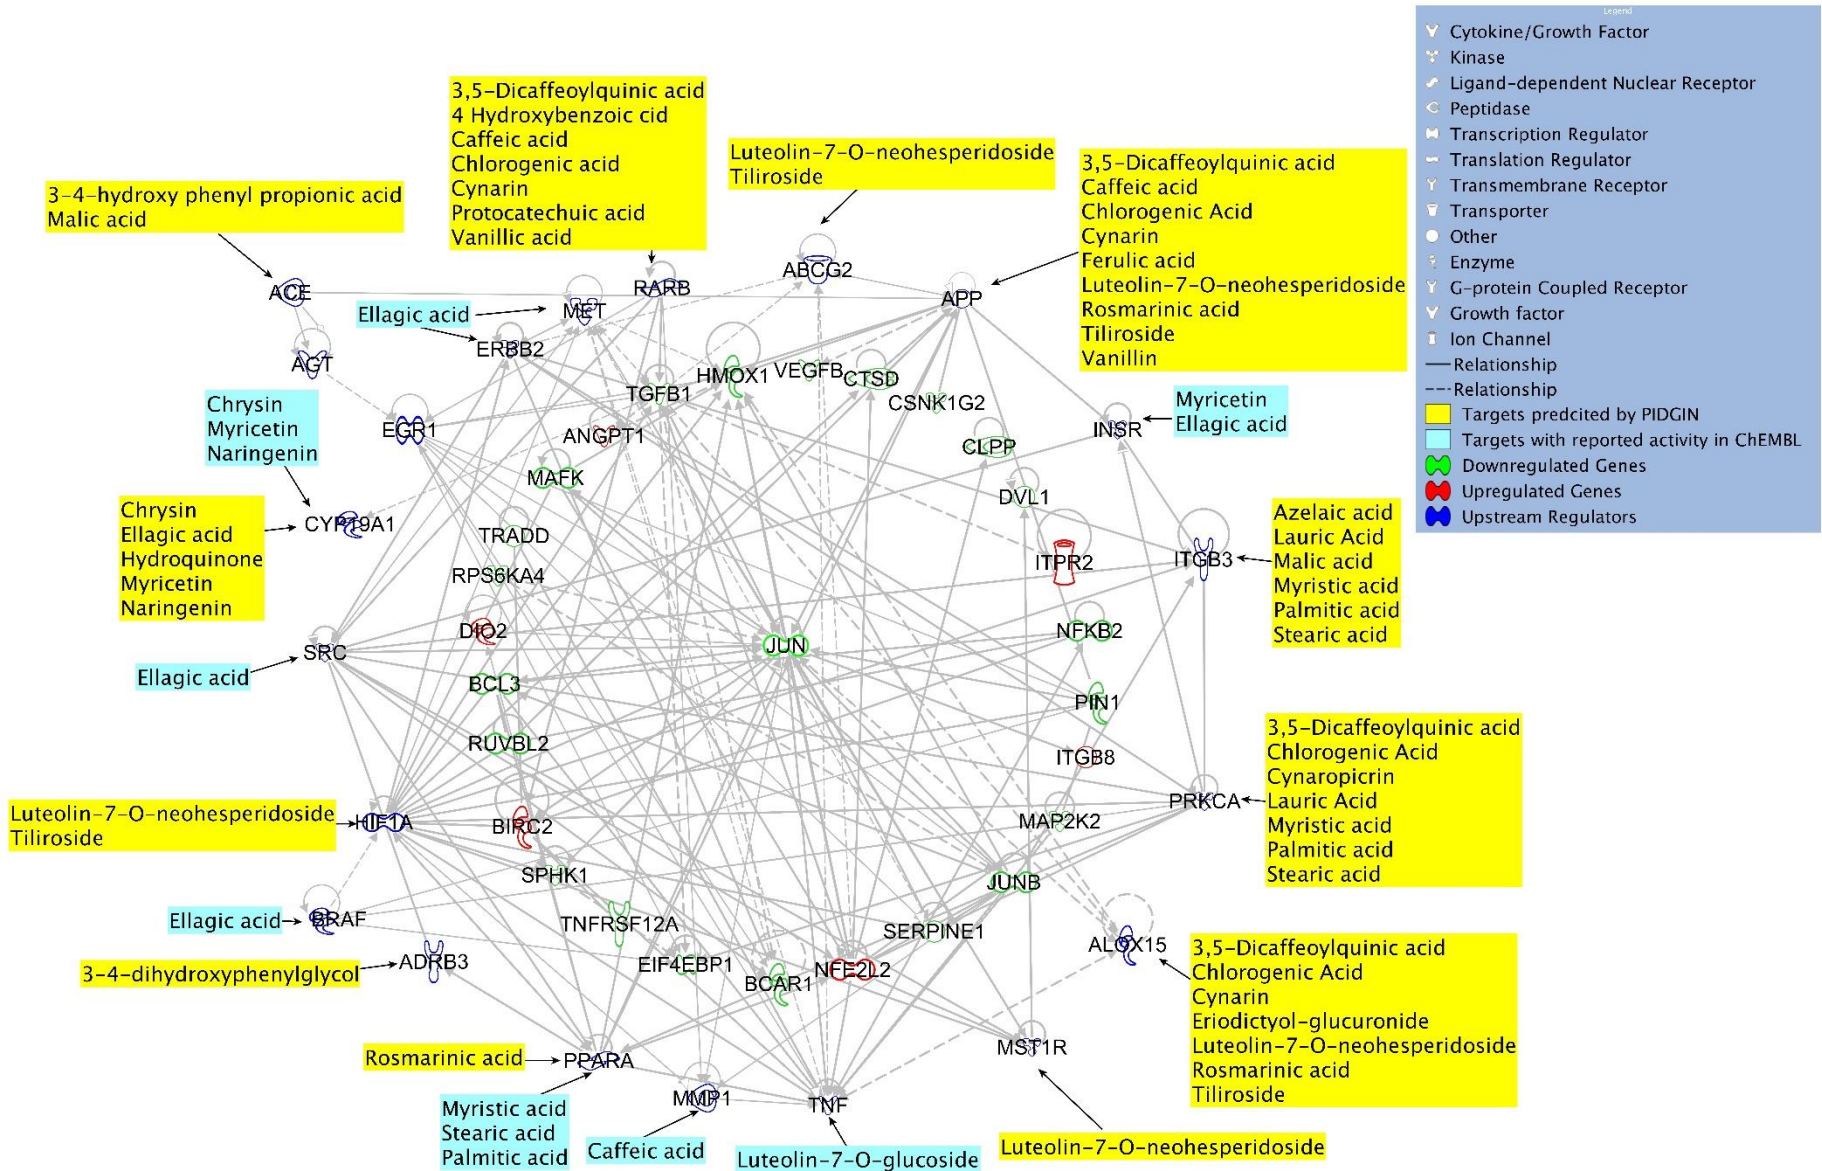 Legend
Cytokine/Growth Factor
Kinase
Ligand-dependent Nuclear Receptor
Peptidase
Transcription Regulator
Translation Regulator
Transmembrane Receptor
Transporter
Other
Enzyme
G-protein Coupled Receptor
Growth factor
Ion Channel
Relationship
Relationship
Targets predcited by PIDGIN
Targets with reported activity in ChEMBL
Downregulated Genes
Upregulated Genes
Upstream Regulators
3,5-Dicaffeoylquinic acid
4 Hydroxybenzoic cid
Caffeic acid
Chlorogenic acid
Cynarin
Protocatechuic acid
Vanillic acid
Luteolin-7-O-neohesperidoside
Tiliroside
3,5-Dicaffeoylquinic acid
Caffeic acid
Chlorogenic Acid
Cynarin
Ferulic acid
Luteolin-7-O-neohesperidoside
Rosmarinic acid
Tiliroside
Vanillin
3-4-hydroxy phenyl propionic acid
Malic acid
ACE
RARB
ABCG2
APP
Ellagic acid
MET
ERBB2
AGT
HMOX1
VEGFB
CTSD
TGFB1
CSNK1G2
Chrysin
Myricetin
Naringenin
EGR1
ANGPT1
CLPP
INSR
Myricetin
Ellagic acid
MAFK
DVL1
Chrysin
Ellagic acid
Hydroquinone
Myricetin
Naringenin
CYP19A1
TRADD
RPS6KA4
ITPR2
ITGB3
Azelaic acid
Lauric Acid
Malic acid
Myristic acid
Palmitic acid
Stearic acid
DIO2
JUN
NFKB2
SRC
Ellagic acid
BCL3
PIN1
RUVBL2
ITGB8
3,5-Dicaffeoylquinic acid
Chlorogenic Acid
Cynaropicrin
Lauric Acid
Myristic acid
Palmitic acid
Stearic acid
PRKCA
Luteolin-7-O-neohesperidoside
Tiliroside
HIF1A
BIRC2
MAP2K2
SPHK1
JUNB
Ellagic acid
BRAF
TNFRSF12A
SERPINE1
ALOX15
3-4-dihydroxyphenylglycol
ADRB3
EIF4EBP1
BCAR1
NFE2L2
3,5-Dicaffeoylquinic acid
Chlorogenic Acid
Cynarin
Eriodictyol-glucuronide
Luteolin-7-O-neohesperidoside
Rosmarinic acid
Tiliroside
Rosmarinic acid
PPARA
MST1R
Myristic acid
Stearic acid
Palmitic acid
MMP1
TNF
Caffeic acid
Luteolin-7-O-glucoside
Luteolin-7-O-neohesperidoside